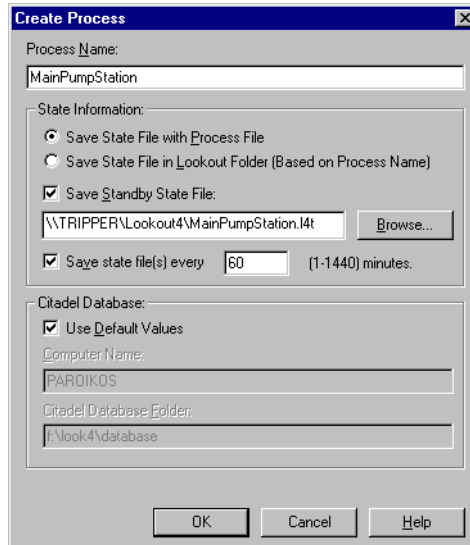 Create Process
Process Name:
MainPumpStation
State Information:
Save State File with Process File
Save State File in Lookout Folder (Based on Process Name)
Save Standby State File:
\\TRIPPER\Lookout4\MainPumpStation.l4t Browse...
Save state file(s) every 60 (1-1440) minutes.
Citadel Database:
Use Default Values
Computer Name:
PAROIKOS
Citadel Database Folder:
f:\look4\database
OK Cancel Help